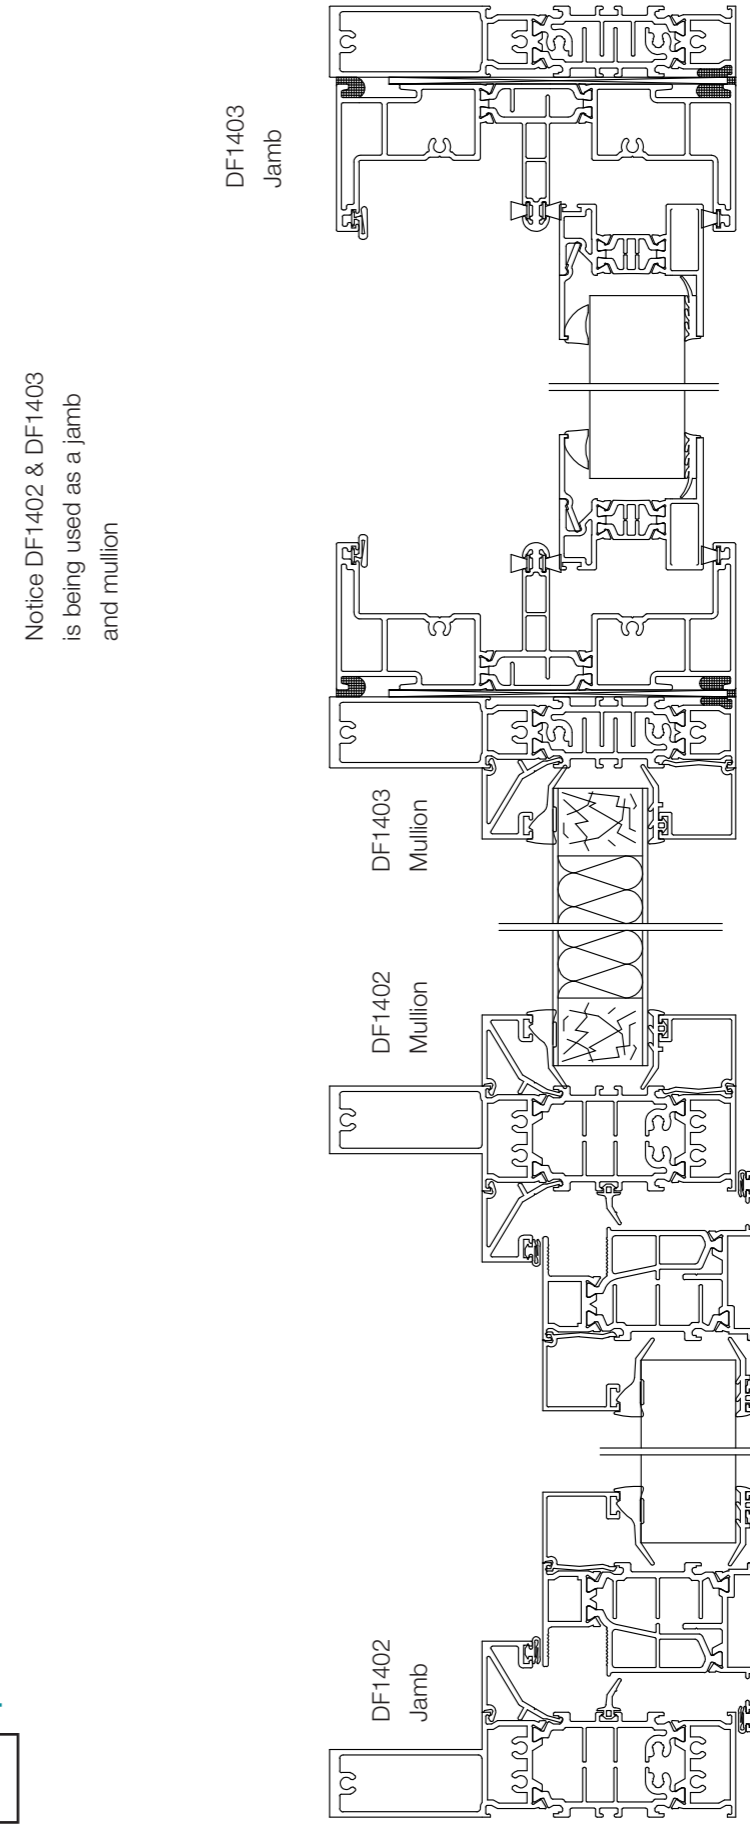 Notice DF1402 & DF1403
is being used as a jamb
and mullion
DF1403
Jamb
DF1403
Mullion
DF1402
Mullion
DF1402
Jamb